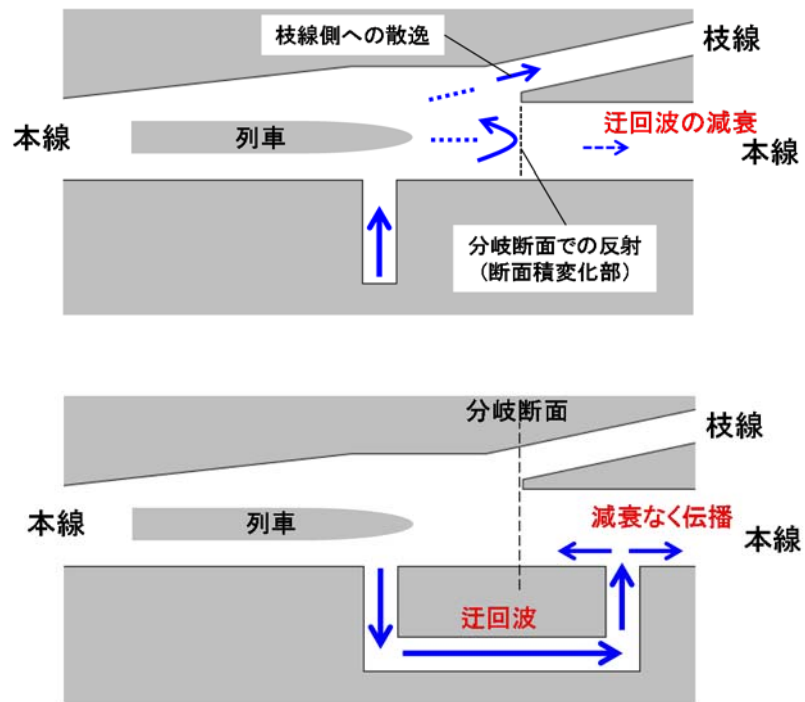 枝線側への散逸
枝線
迂回波の減衰
本線
列車
本線
分岐断面での反射
(断面積変化部)
分岐断面
枝線
本線
列車
減衰なく伝播
本線
迂回波